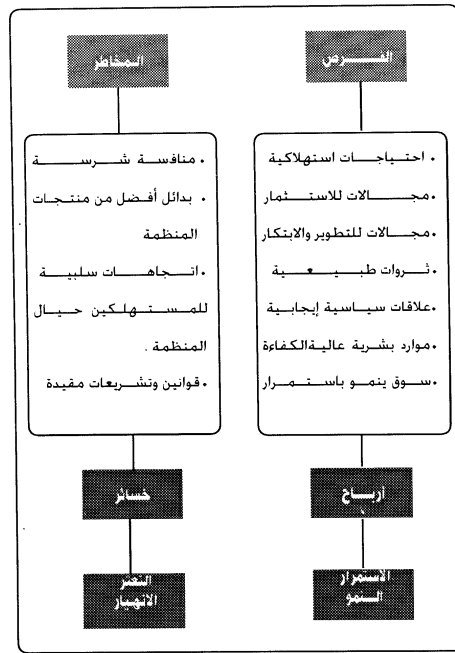 الفرص
• احتياجات استهلاكية
• مجالات للاستثمار
• مجالات للتطوير والابتكار
• ثروات طبيعية
• علاقات سياسية إيجابية
• موارد بشرية عالية الكفاءة
• سوق ينمو باستمرار
أرباح
الاستمرار
النمو
المخاطر
• منافسة شرسة
• بدائل أفضل من منتجات
المنظمة
• اتجاهات سلبية
للمستهلكين حيال
المنظمة .
• قوانين وتشريعات مقيدة
خسائر
التعثر
الانهيار